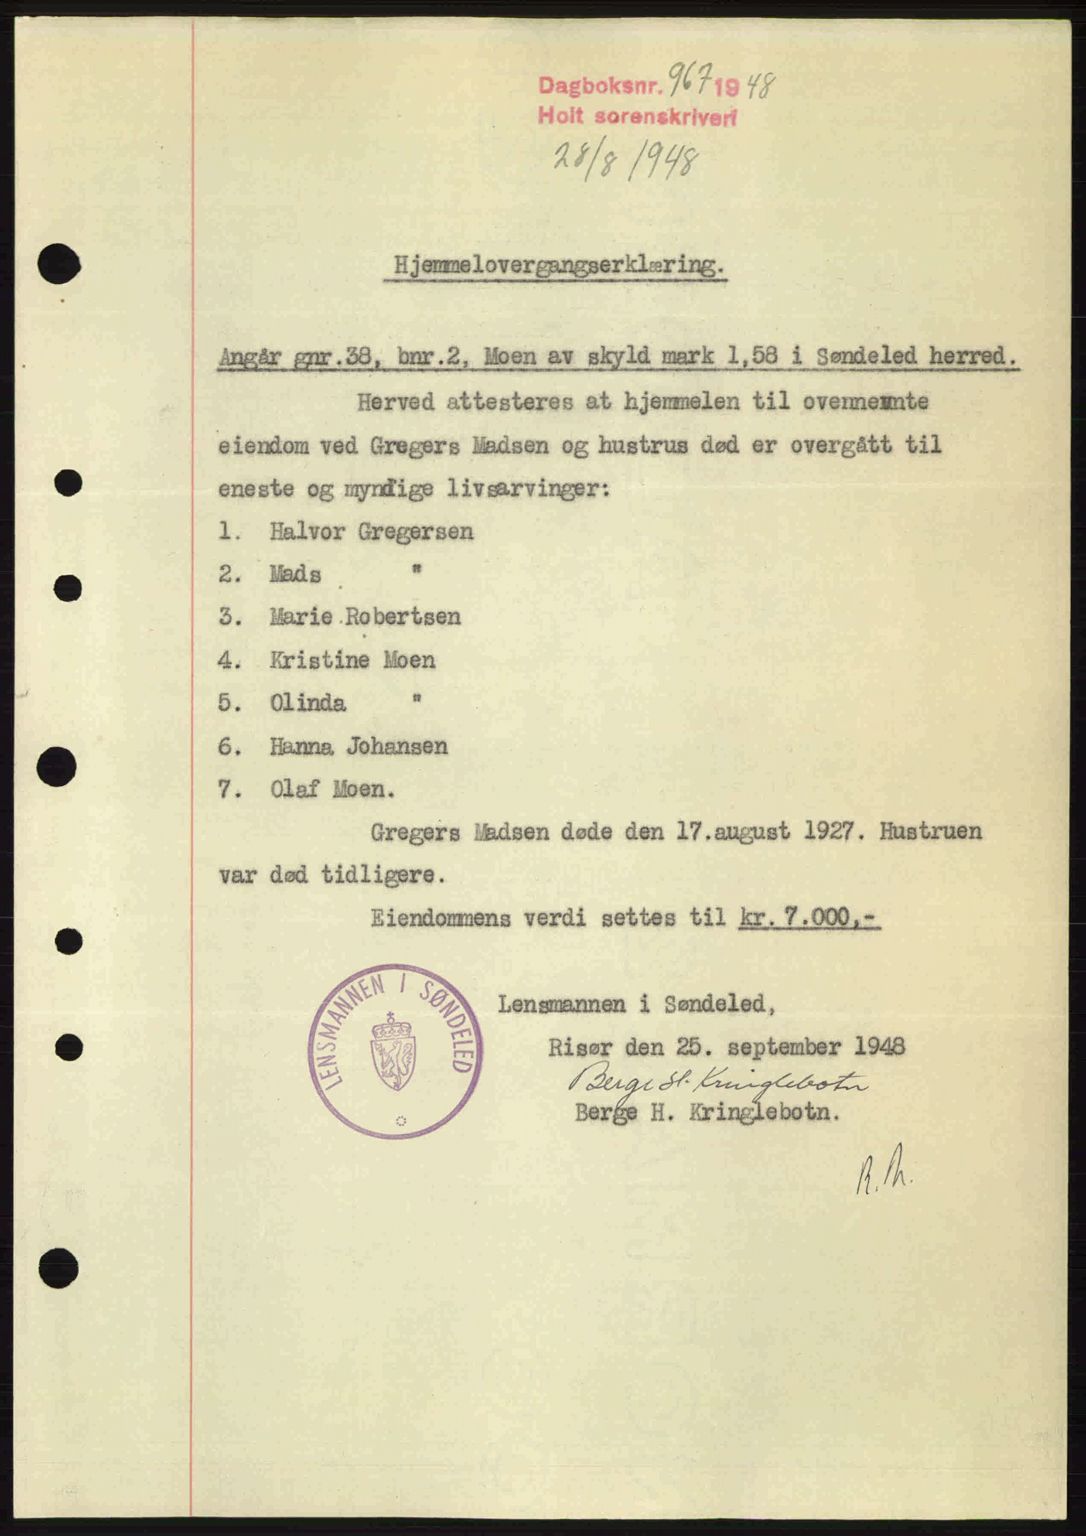 Dagboksnr. 967 1948
Holt sorenskriveri
28/8 1948
Hjemmelovergangserklæring.
Angår gnr.38, bnr.2, Moen av skyld mark 1,58 i Søndeled herred.
Herved attesteres at hjemmelen til ovennevnte
eiendom ved Gregers Madsen og hustrus død er overgått til
eneste og myndige livsarvinger:
1. Halvor Gregersen
2. Mads "
3. Marie Robertsen
4. Kristine Moen
5. Olinda "
6. Hanna Johansen
7. Olaf Moen.
Gregers Madsen døde den 17.august 1927. Hustruen
var død tidligere.
Eiendommens verdi settes til kr. 7.000,-
LENSMANNEN I SØNDELED
Lensmannen i Søndeled,
Risør den 25. september 1948
Berge H. Kringlebotn
Berge H. Kringlebotn.